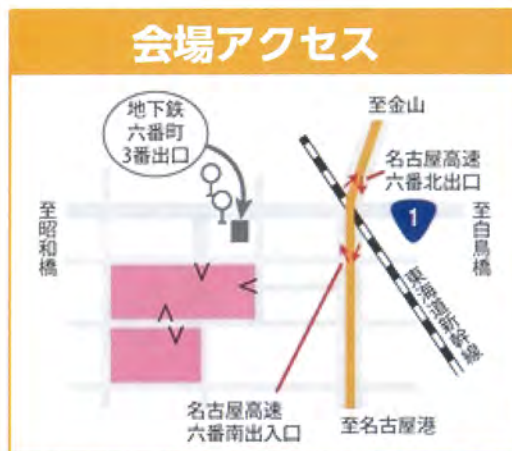 会場アクセス
地下鉄
六番町
3番出口
至金山
名古屋高速
六番北出口
1
至昭和橋
至白鳥橋
東海道新幹線
名古屋高速
六番南出入口
至名古屋港